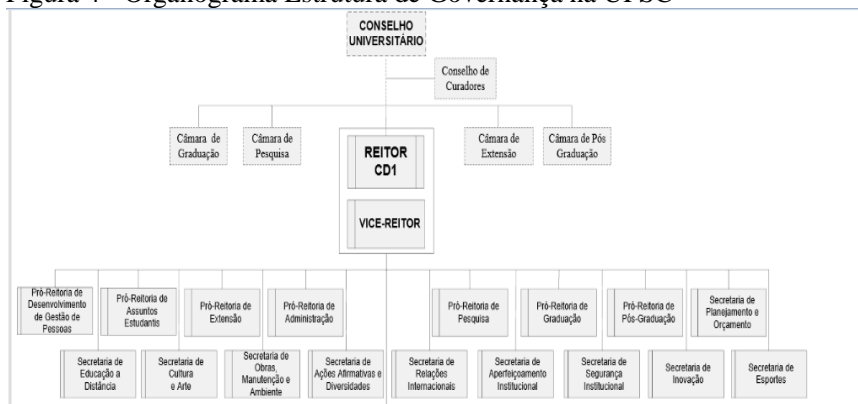 Figura 4 - Organograma Estrutura de Governança na UFSC
CONSELHO
UNIVERSITÁRIO
Conselho de
Curadores
Câmara de
Graduação
Câmara de
Pesquisa
REITOR
CD1
VICE-REITOR
Câmara de
Extensão
Câmara de Pós
Graduação
Pró-Reitoria de
Desenvolvimento
de Gestão de
Pessoas
Pró-Reitoria de
Assuntos
Estudantis
Pró-Reitoria de
Extensão
Pró-Reitoria de
Administração
Pró-Reitoria de
Pesquisa
Pró-Reitoria de
Graduação
Pró-Reitoria de
Pós-Graduação
Secretaria de
Planejamento e
Orçamento
Secretaria de
Educação a
Distância
Secretaria de
Cultura
e Arte
Secretaria de
Obras,
Manutenção e
Ambiente
Secretaria de
Ações Afirmativas e
Diversidades
Secretaria de
Relações
Internacionais
Secretaria de
Aperfeiçoamento
Institucional
Secretaria de
Segurança
Institucional
Secretaria de
Inovação
Secretaria de
Esportes